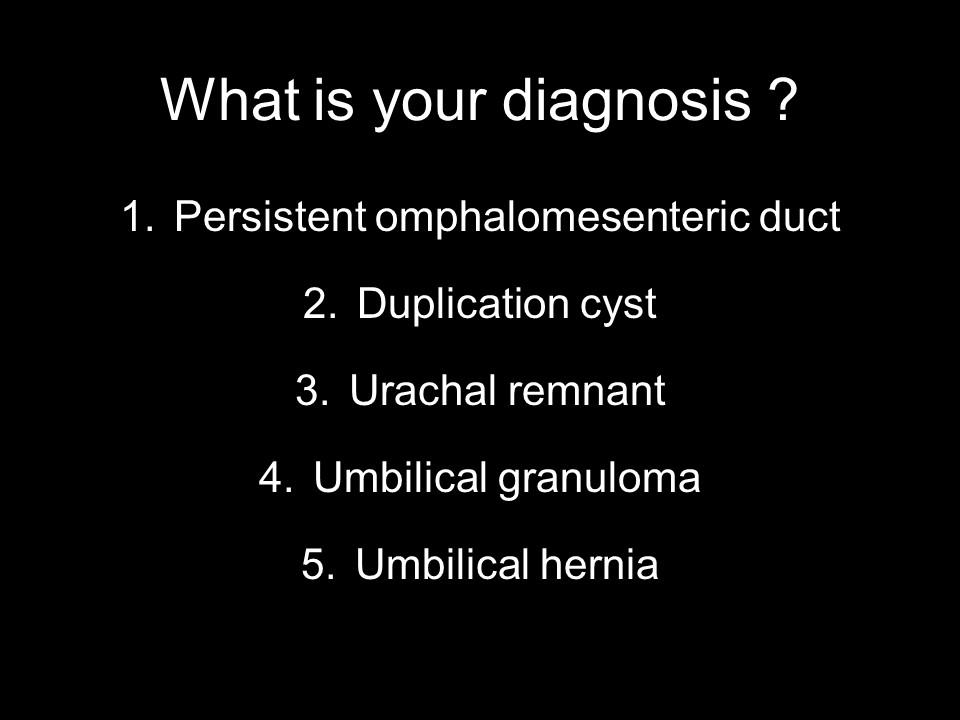 What is your diagnosis ?
1. Persistent omphalomesenteric duct
2. Duplication cyst
3. Urachal remnant
4. Umbilical granuloma
5. Umbilical hernia